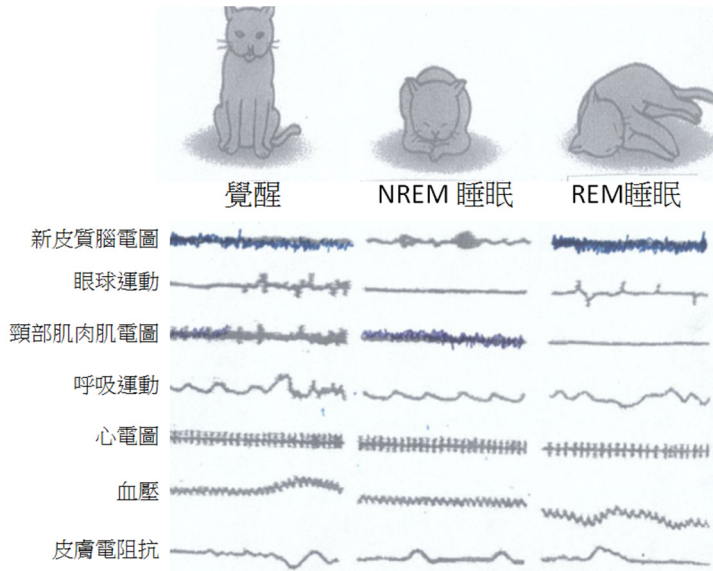 覺醒 NREM 睡眠 REM睡眠
新皮質腦電圖
眼球運動
頸部肌肉肌電圖
呼吸運動
心電圖
血壓
皮膚電阻抗